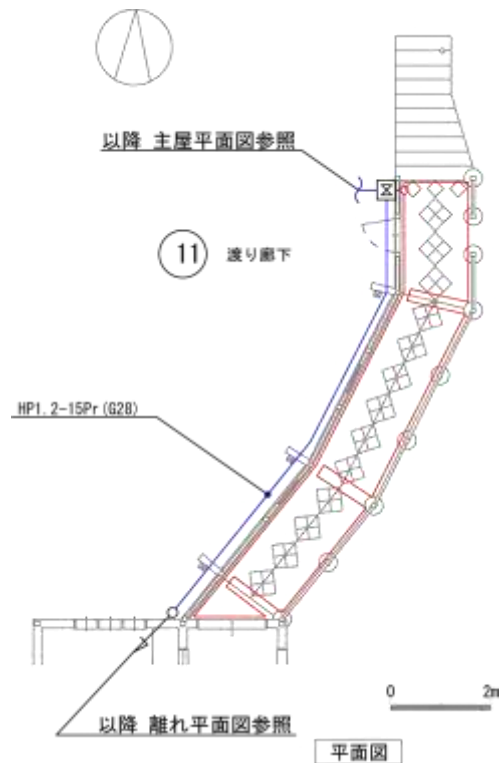 以降 主屋平面図参照
11 渡り廊下
HP1.2-15Pr(G28)
0 2m
以降 離れ平面図参照
平面図